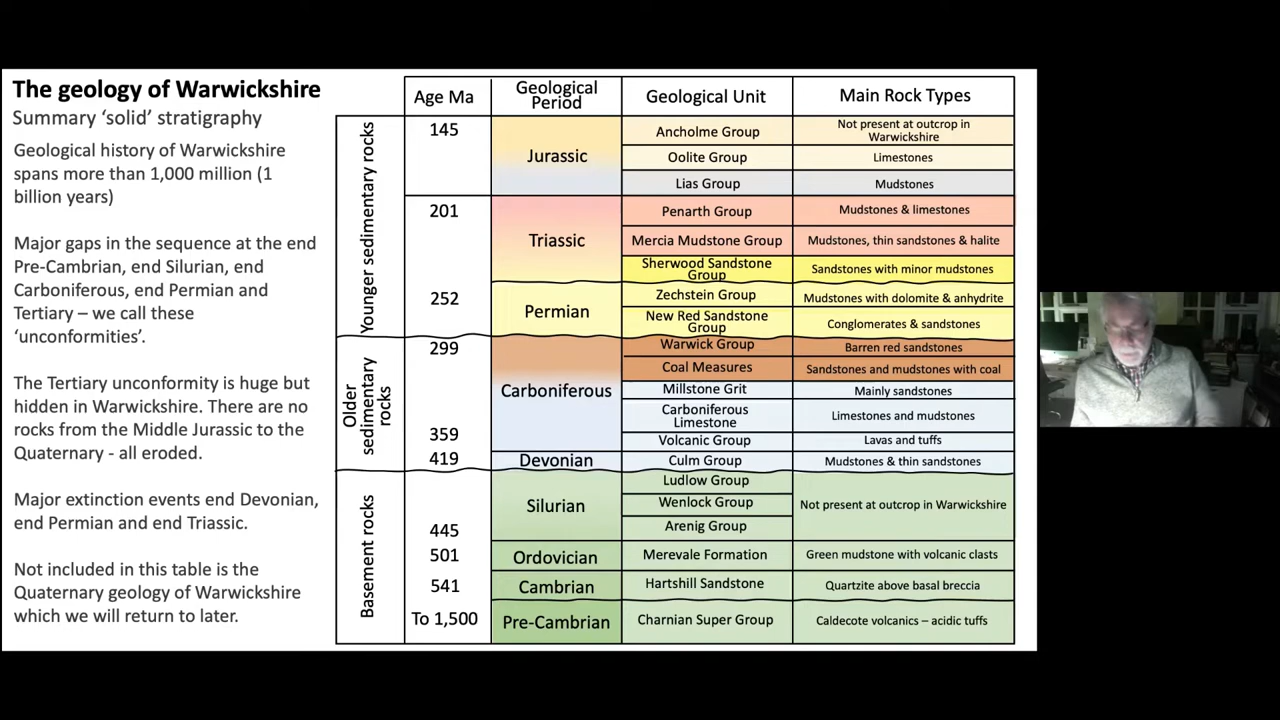 The geology of Warwickshire
Summary ‘solid’ stratigraphy
Geological history of Warwickshire
spans more than 1,000 million (1
billion years)
Major gaps in the sequence at the end
Pre-Cambrian, end Silurian, end
Carboniferous, end Permian and
Tertiary – we call these
‘unconformities’.
The Tertiary unconformity is huge but
hidden in Warwickshire. There are no
rocks from the Middle Jurassic to the
Quaternary - all eroded.
Major extinction events end Devonian,
end Permian and end Triassic.
Not included in this table is the
Quaternary geology of Warwickshire
which we will return to later.
Age Ma
Geological
Period
Geological Unit
Main Rock Types
Younger sedimentary rocks
145
Jurassic
Ancholme Group
Not present at outcrop in
Warwickshire
Oolite Group
Limestones
Lias Group
Mudstones
201
Triassic
Penarth Group
Mudstones & limestones
Mercia Mudstone Group
Mudstones, thin sandstones & halite
Sherwood Sandstone
Group
Sandstones with minor mudstones
252
Permian
Zechstein Group
Mudstones with dolomite & anhydrite
New Red Sandstone
Group
Conglomerates & sandstones
Older
sedimentary
rocks
299
Carboniferous
Warwick Group
Barren red sandstones
Coal Measures
Sandstones and mudstones with coal
Millstone Grit
Mainly sandstones
Carboniferous
Limestone
Limestones and mudstones
359
Volcanic Group
Lavas and tuffs
419
Devonian
Culm Group
Mudstones & thin sandstones
Basement rocks
Silurian
Ludlow Group
Wenlock Group
Not present at outcrop in Warwickshire
Arenig Group
445
501
Ordovician
Merevale Formation
Green mudstone with volcanic clasts
541
Cambrian
Hartshill Sandstone
Quartzite above basal breccia
To 1,500
Pre-Cambrian
Charnian Super Group
Caldecote volcanics – acidic tuffs